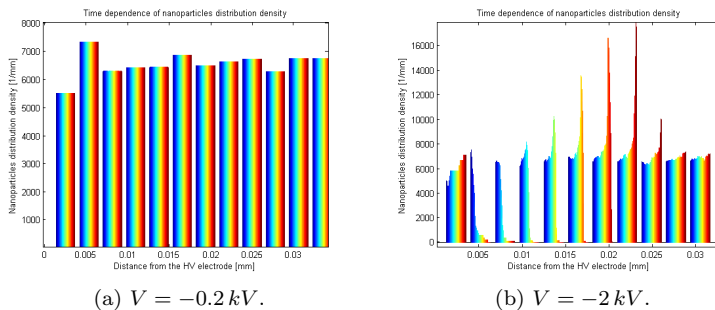 Time dependence of nanoparticles distribution density
Nanoparticles distribution density [1/mm]
8000
7000
6000
5000
4000
3000
2000
1000
0 0.005 0.01 0.015 0.02 0.025 0.03
Distance from the HV electrode [mm]
(a) V = −0.2 kV.
Time dependence of nanoparticles distribution density
Nanoparticles distribution density [1/mm]
16000
14000
12000
10000
8000
6000
4000
2000
0
0.005 0.01 0.015 0.02 0.025 0.03
Distance from the HV electrode [mm]
(b) V = −2 kV.